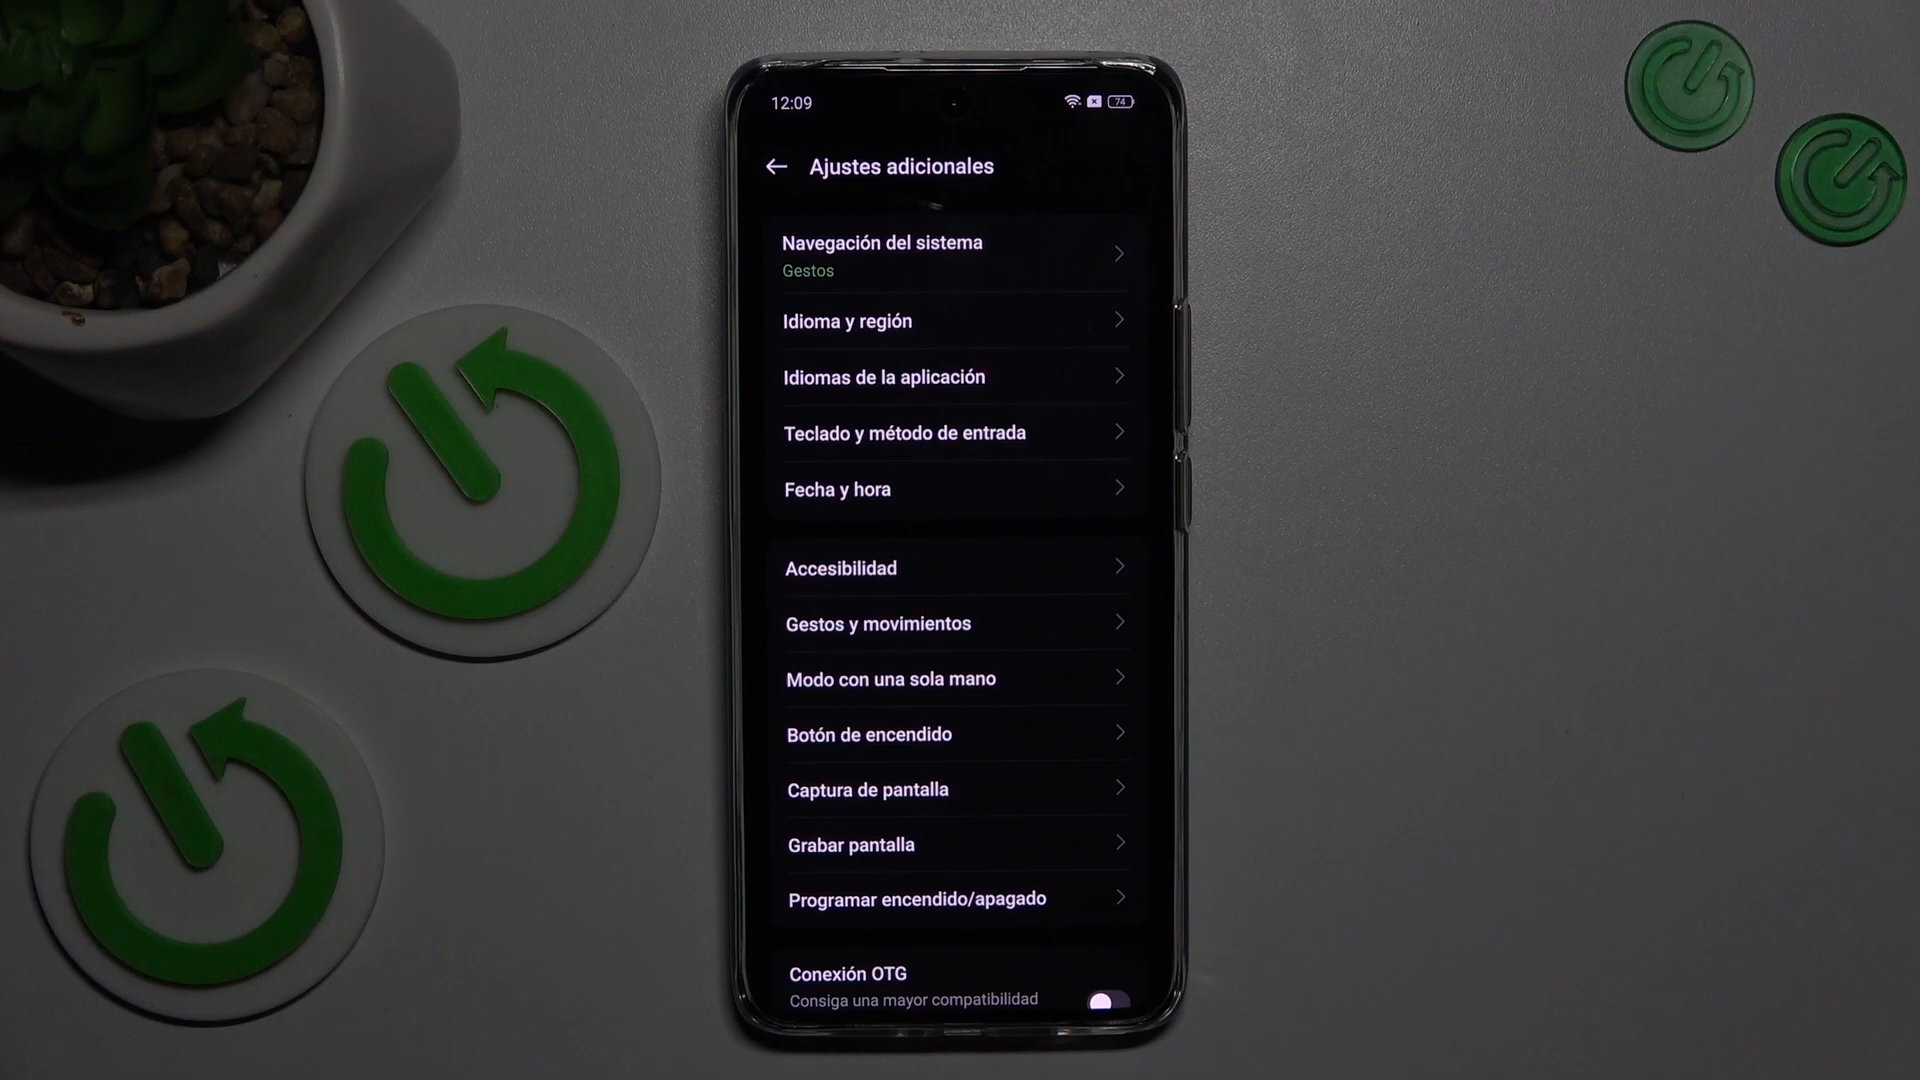 12:09
74
Ajustes adicionales
Navegación del sistema
Gestos
Idioma y región
Idiomas de la aplicación
Teclado y método de entrada
Fecha y hora
Accesibilidad
Gestos y movimientos
Modo con una sola mano
Botón de encendido
Captura de pantalla
Grabar pantalla
Programar encendido/apagado
Conexión OTG
Consiga una mayor compatibilidad